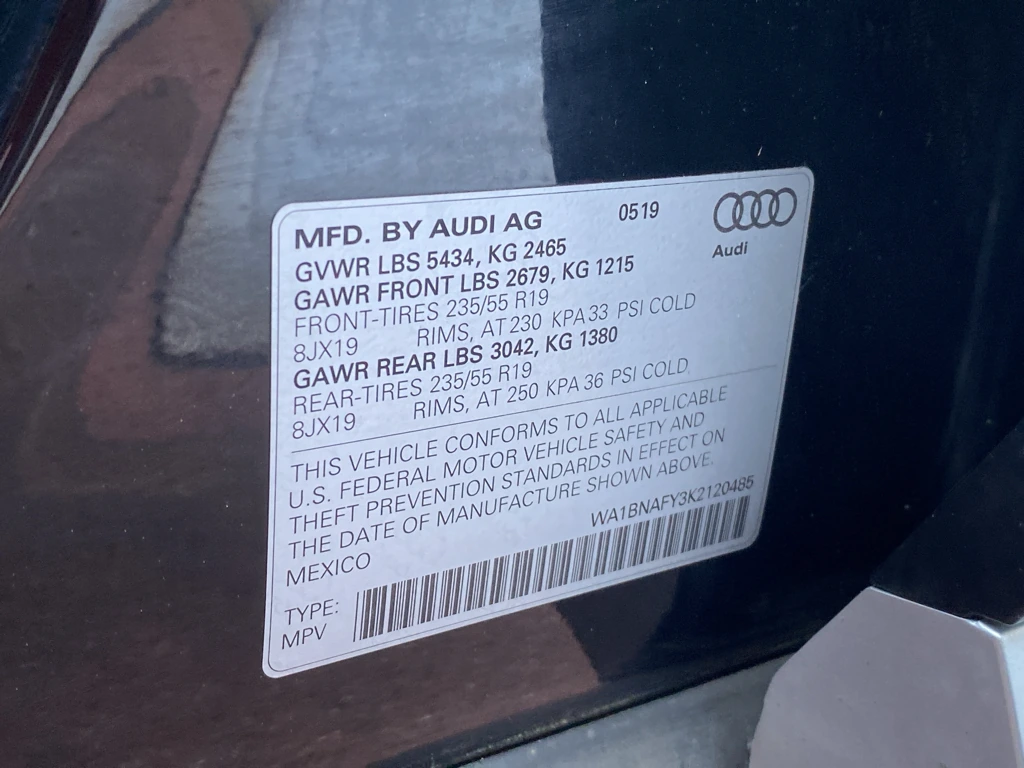 MFD. BY AUDI AG 0519
Audi
GVWR LBS 5434, KG 2465
GAWR FRONT LBS 2679, KG 1215
FRONT-TIRES 235/55 R19
8JX19 RIMS, AT 230 KPA 33 PSI COLD
GAWR REAR LBS 3042, KG 1380
REAR-TIRES 235/55 R19
8JX19 RIMS, AT 250 KPA 36 PSI COLD
THIS VEHICLE CONFORMS TO ALL APPLICABLE
U.S. FEDERAL MOTOR VEHICLE SAFETY AND
THEFT PREVENTION STANDARDS IN EFFECT ON
THE DATE OF MANUFACTURE SHOWN ABOVE.
MEXICO WA1BNAFY3K2120485
TYPE:
MPV